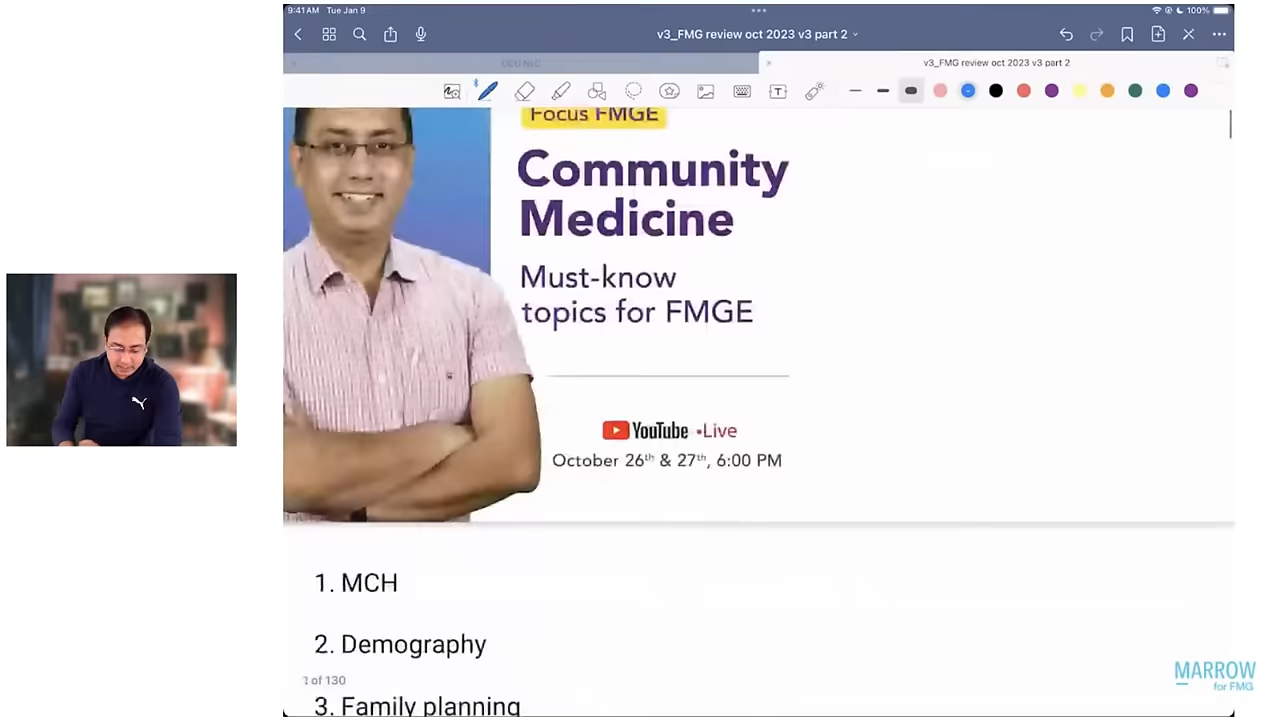 9:41 AM Tue Jan 9
100%
v3_FMG review oct 2023 v3 part 2
CCU NLC
v3_FMG review oct 2023 v3 part 2
Focus FMGE
Community
Medicine
Must-know
topics for FMGE
YouTube •Live
October 26th & 27th, 6:00 PM
1. MCH
2. Demography
of 130
3. Family planning
MARROW
for FMG